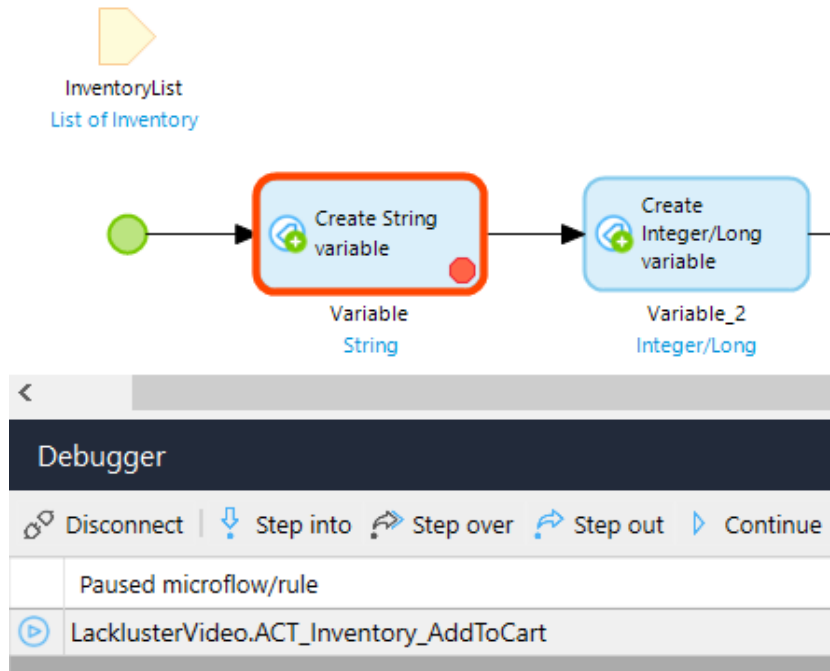 InventoryList
List of Inventory
Create String
variable
Create
Integer/Long
variable
Variable
String
Variable_2
Integer/Long
Debugger
Disconnect Step into Step over Step out Continue
Paused microflow/rule
LacklusterVideo.ACT_Inventory_AddToCart